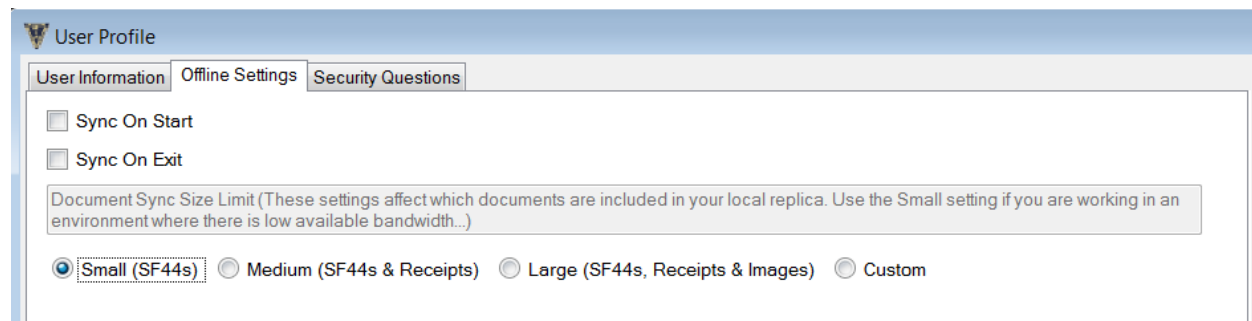 User Profile
User Information Offline Settings Security Questions
Sync On Start
Sync On Exit
Document Sync Size Limit (These settings affect which documents are included in your local replica. Use the Small setting if you are working in an
environment where there is low available bandwidth...)
Small (SF44s) Medium (SF44s & Receipts) Large (SF44s, Receipts & Images) Custom